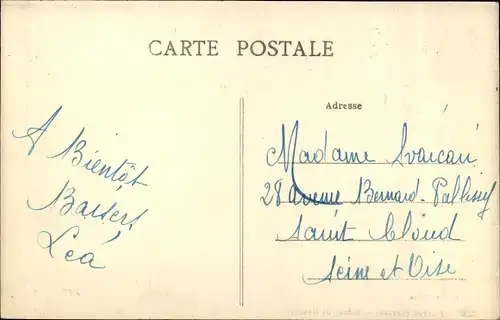 CARTE POSTALE
A Bientôt
Baisers
Léa
Adresse
Madame
28 avenue Bernard-Palissy
Saint Cloud
Seine et Oise